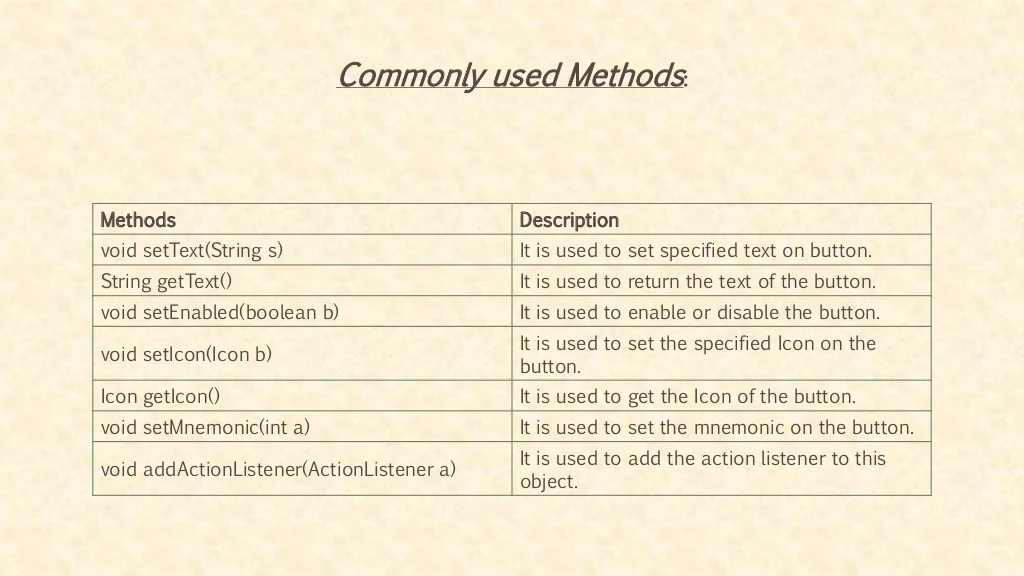 Commonly used Methods:
Methods
Description
void setText(String s)
It is used to set specified text on button.
String getText()
It is used to return the text of the button.
void setEnabled(boolean b)
It is used to enable or disable the button.
void setIcon(Icon b)
It is used to set the specified Icon on the
button.
Icon getIcon()
It is used to get the Icon of the button.
void setMnemonic(int a)
It is used to set the mnemonic on the button.
void addActionListener(ActionListener a)
It is used to add the action listener to this
object.